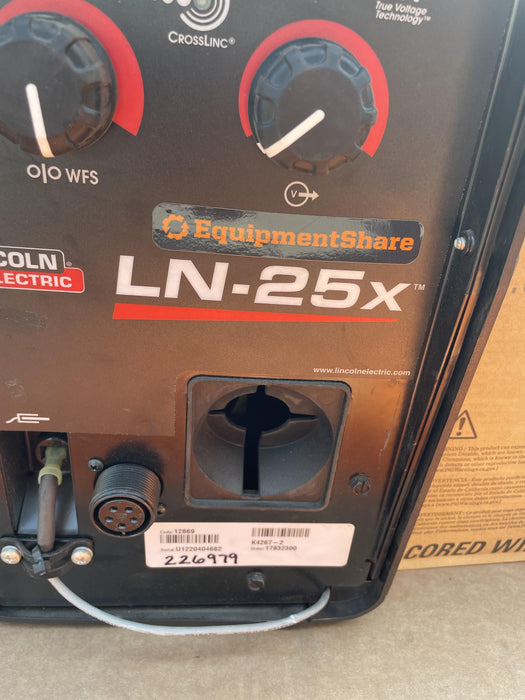 CROSSLINC®
True Voltage
Technology™
WFS
V
EquipmentShare
COLN®
LECTRIC
LN-25X™
www.lincolnelectric.com
Code: 12869
K4267-2
Serial: U1220404682
Order: 17932300
226979
CORED WI